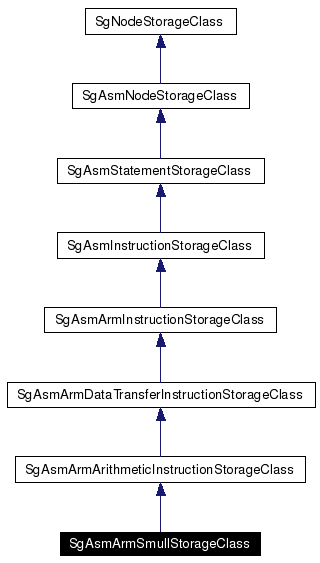 SgNodeStorageClass
SgAsmNodeStorageClass
SgAsmStatementStorageClass
SgAsmInstructionStorageClass
SgAsmArmInstructionStorageClass
SgAsmArmDataTransferInstructionStorageClass
SgAsmArmArithmeticInstructionStorageClass
SgAsmArmSmullStorageClass